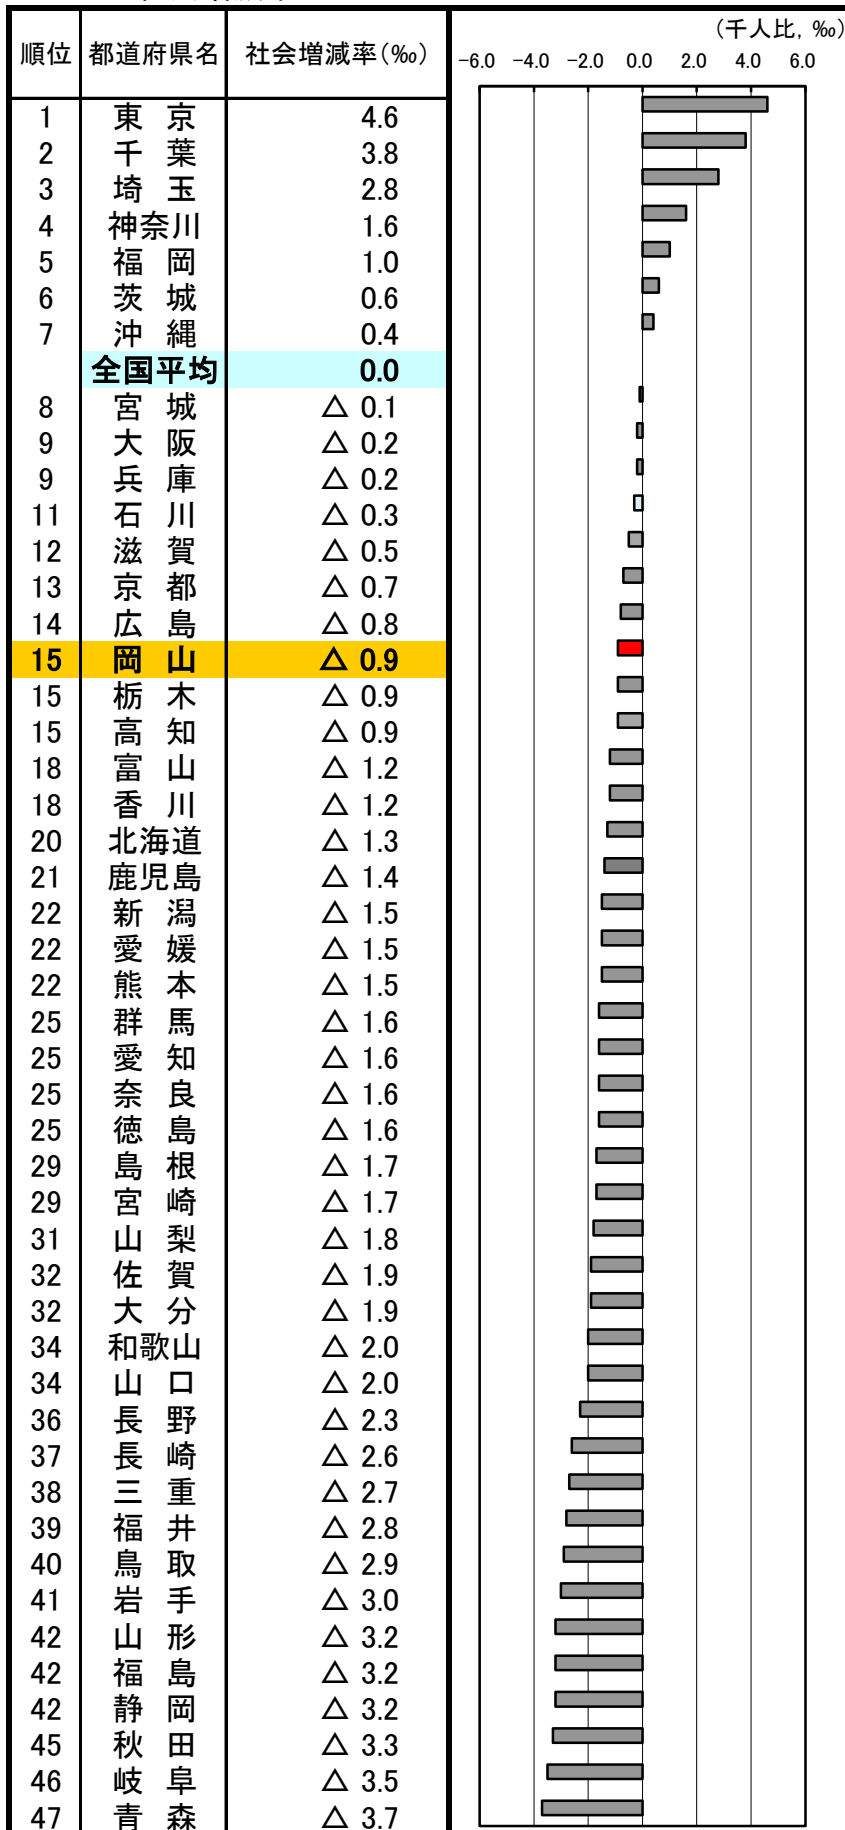 (千人比, ‰)
順位 都道府県名 社会増減率(‰)
-6.0 -4.0 -2.0 0.0 2.0 4.0 6.0
1 東 京 4.6
2 千 葉 3.8
3 埼 玉 2.8
4 神奈川 1.6
5 福 岡 1.0
6 茨 城 0.6
7 沖 縄 0.4
全国平均 0.0
8 宮 城 △ 0.1
9 大 阪 △ 0.2
9 兵 庫 △ 0.2
11 石 川 △ 0.3
12 滋 賀 △ 0.5
13 京 都 △ 0.7
14 広 島 △ 0.8
15 岡 山 △ 0.9
15 栃 木 △ 0.9
15 高 知 △ 0.9
18 富 山 △ 1.2
18 香 川 △ 1.2
20 北海道 △ 1.3
21 鹿児島 △ 1.4
22 新 潟 △ 1.5
22 愛 媛 △ 1.5
22 熊 本 △ 1.5
25 群 馬 △ 1.6
25 愛 知 △ 1.6
25 奈 良 △ 1.6
25 徳 島 △ 1.6
29 島 根 △ 1.7
29 宮 崎 △ 1.7
31 山 梨 △ 1.8
32 佐 賀 △ 1.9
32 大 分 △ 1.9
34 和歌山 △ 2.0
34 山 口 △ 2.0
36 長 野 △ 2.3
37 長 崎 △ 2.6
38 三 重 △ 2.7
39 福 井 △ 2.8
40 鳥 取 △ 2.9
41 岩 手 △ 3.0
42 山 形 △ 3.2
42 福 島 △ 3.2
42 静 岡 △ 3.2
45 秋 田 △ 3.3
46 岐 阜 △ 3.5
47 青 森 △ 3.7